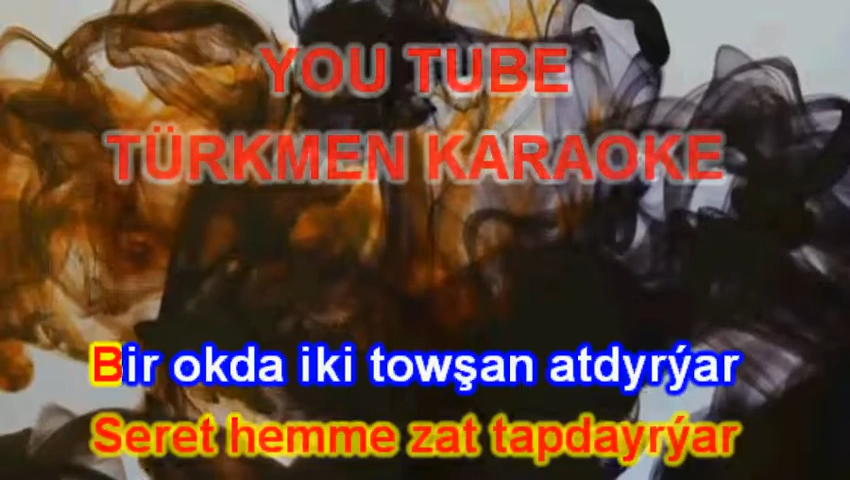 YOU TUBE
TÜRKMEN KARAOKE
Bir okda iki towşan atdyrýar
Seret hemme zat tapdayrýar